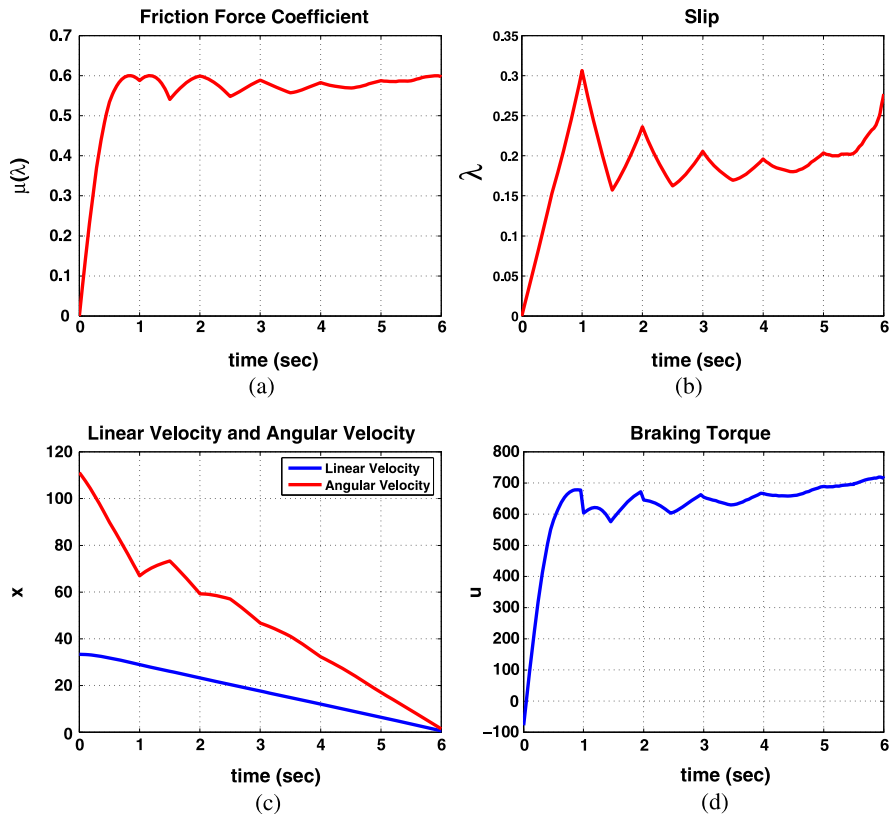 Friction Force Coefficient
0.7
0.6
0.5
0.4
0.3
0.2
0.1
0
μ(λ)
0 1 2 3 4 5 6
time (sec)
(a)
Slip
0.35
0.3
0.25
0.2
0.15
0.1
0.05
0
λ
0 1 2 3 4 5 6
time (sec)
(b)
Linear Velocity and Angular Velocity
120
100
80
60
40
20
0
x
Linear Velocity
Angular Velocity
0 1 2 3 4 5 6
time (sec)
(c)
Braking Torque
800
700
600
500
400
300
200
100
0
−100
u
0 1 2 3 4 5 6
time (sec)
(d)